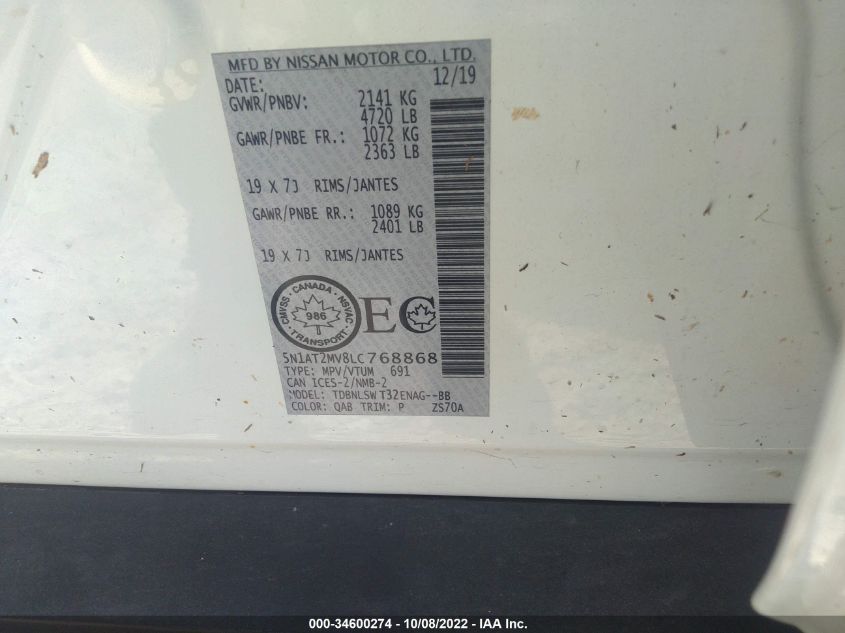 MFD BY NISSAN MOTOR CO., LTD.
DATE: 12/19
GVWR/PNBV: 2141 KG
4720 LB
GAWR/PNBE FR.: 1072 KG
2363 LB
19 X 7J RIMS/JANTES
GAWR/PNBE RR.: 1089 KG
2401 LB
19 X 7J RIMS/JANTES
CMVSS · CANADA · NSVAC
986
TRANSPORT
EC
5N1AT2MV8LC768868
TYPE: MPV/VTUM 691
CAN ICES-2/NMB-2
MODEL: TDBNLSW T32ENAG--BB
COLOR: QAB TRIM: P ZS70A
000-34600274 - 10/08/2022 - IAA Inc.